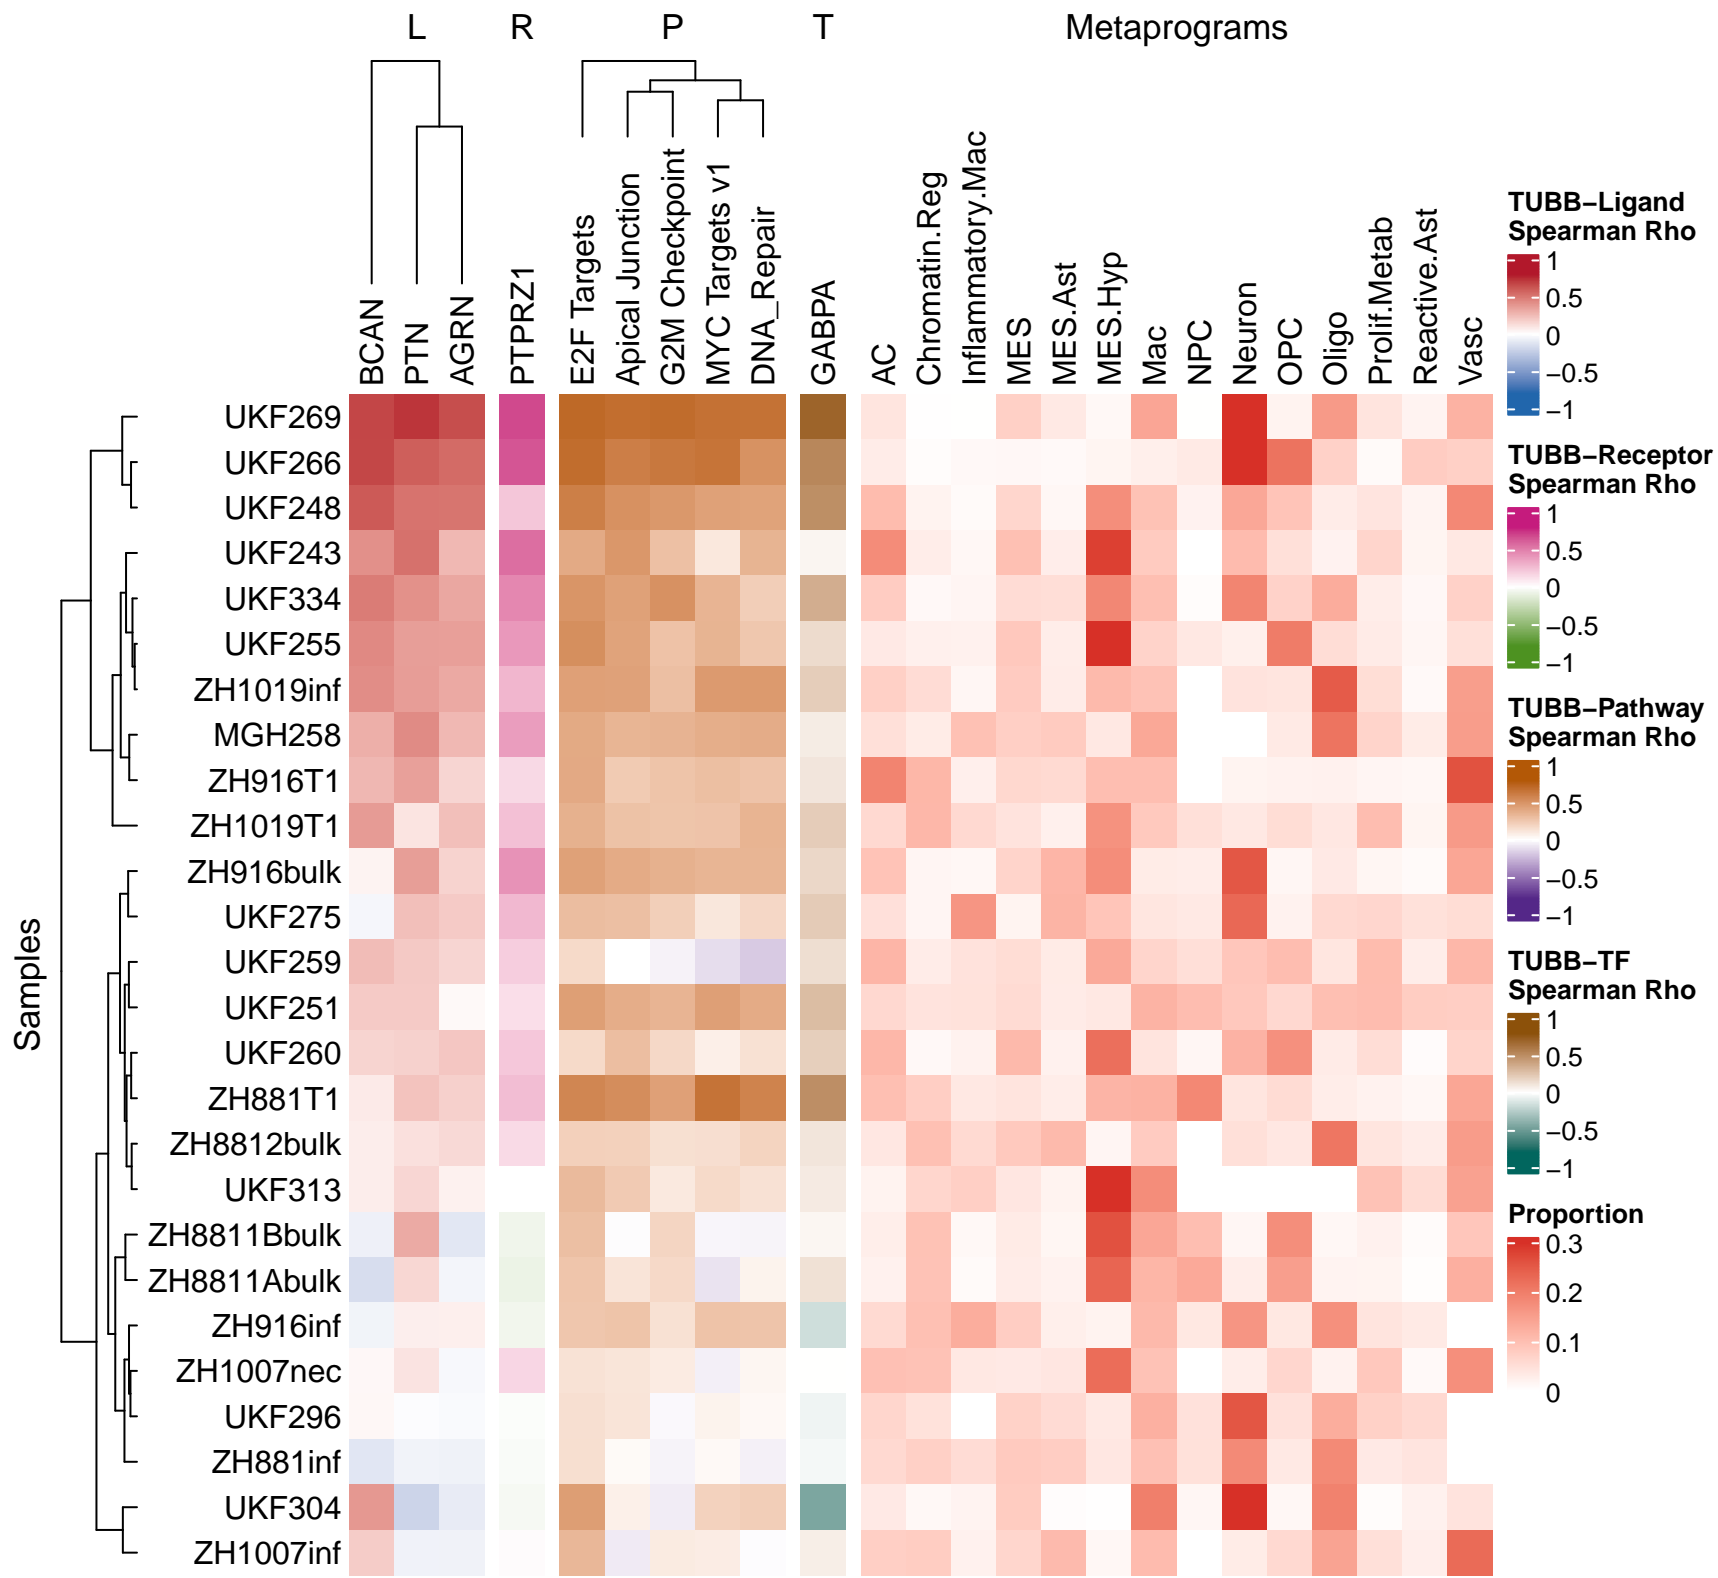 L R P T Metaprograms
BCAN
PTN
AGRN
PTPRZ1
E2F Targets
Apical Junction
G2M Checkpoint
MYC Targets v1
DNA_Repair
GABPA
AC
Chromatin.Reg
Inflammatory.Mac
MES
MES.Ast
MES.Hyp
Mac
NPC
Neuron
OPC
Oligo
Prolif.Metab
Reactive.Ast
Vasc
Samples
UKF269
UKF266
UKF248
UKF243
UKF334
UKF255
ZH1019inf
MGH258
ZH916T1
ZH1019T1
ZH916bulk
UKF275
UKF259
UKF251
UKF260
ZH881T1
ZH8812bulk
UKF313
ZH8811Bbulk
ZH8811Abulk
ZH916inf
ZH1007nec
UKF296
ZH881inf
UKF304
ZH1007inf
TUBB−Ligand
Spearman Rho
1
0.5
0
−0.5
−1
TUBB−Receptor
Spearman Rho
1
0.5
0
−0.5
−1
TUBB−Pathway
Spearman Rho
1
0.5
0
−0.5
−1
TUBB−TF
Spearman Rho
1
0.5
0
−0.5
−1
Proportion
0.3
0.2
0.1
0